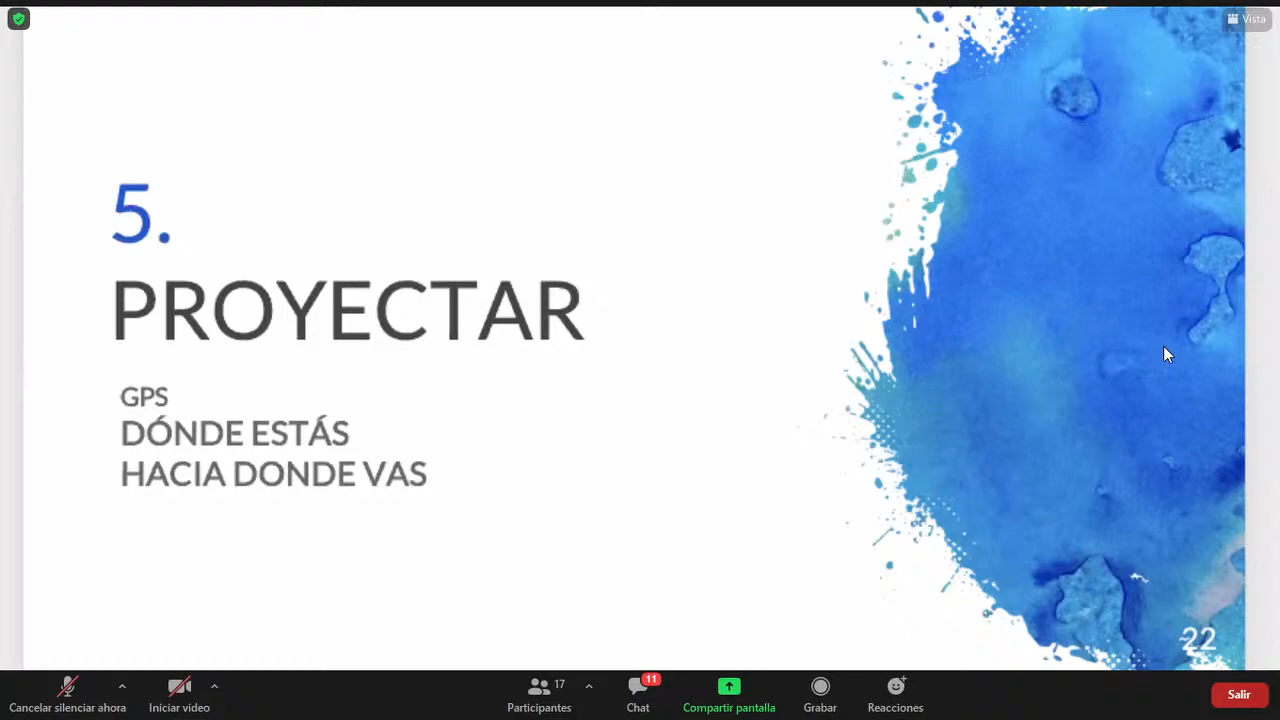 Vista
5.
PROYECTAR
GPS
DÓNDE ESTÁS
HACIA DONDE VAS
22
17
11
Cancelar silenciar ahora
Iniciar video
Participantes
Chat
Compartir pantalla
Grabar
Reacciones
Salir